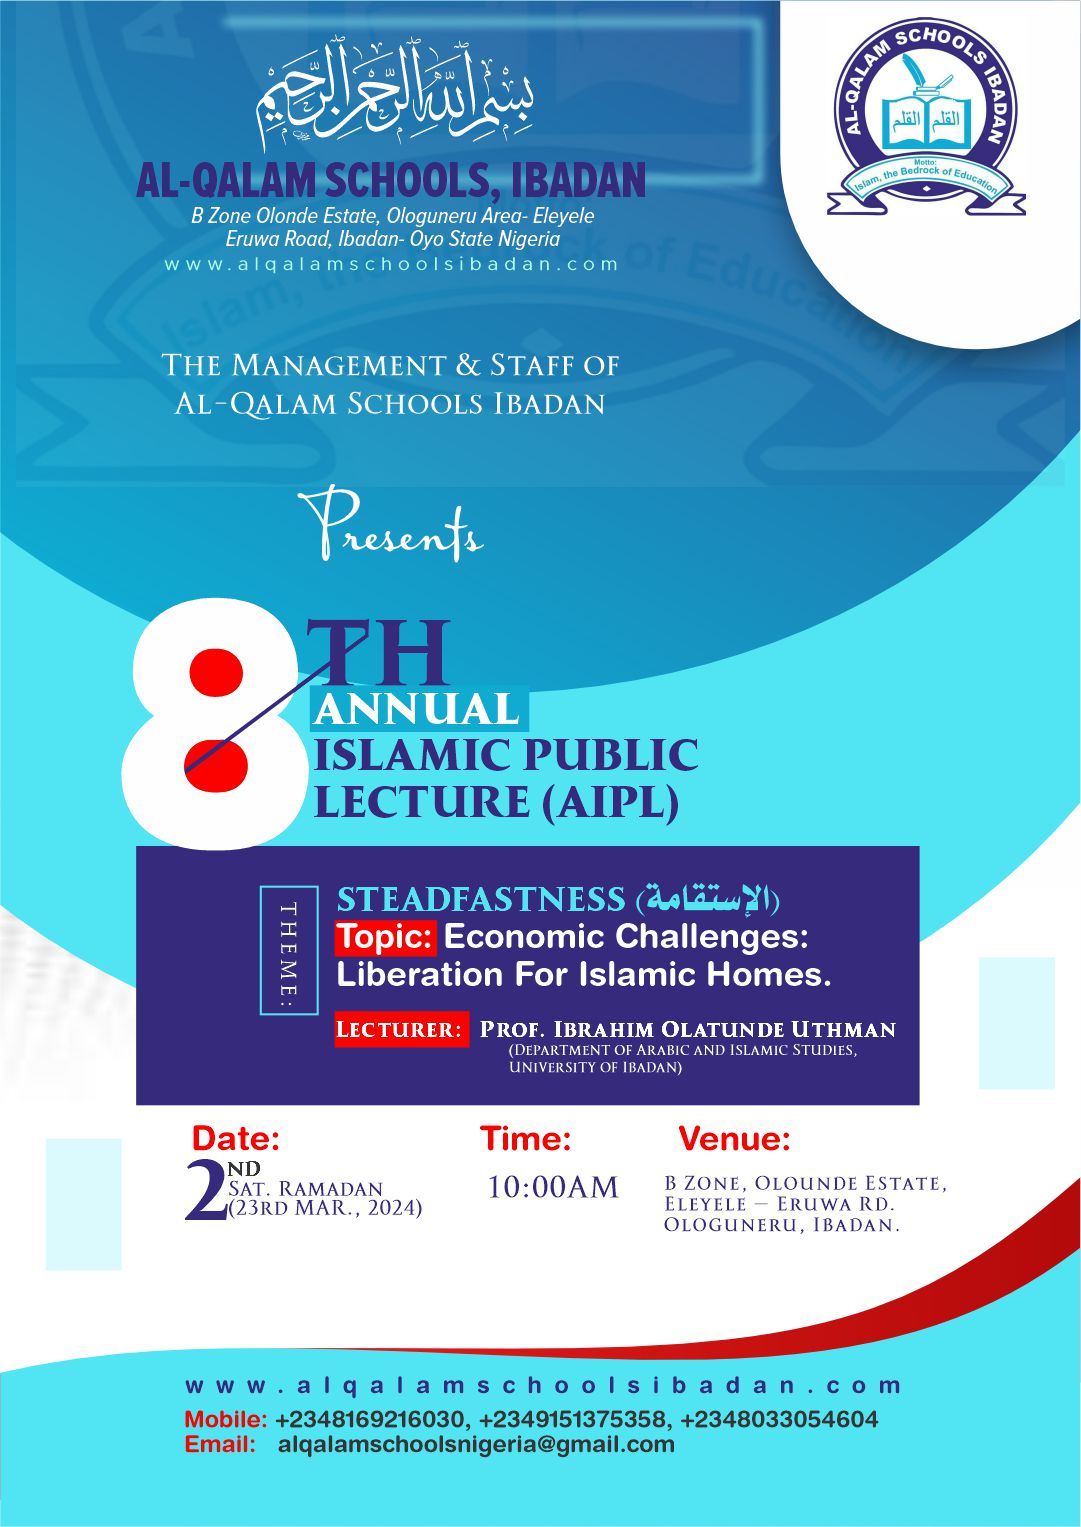 بسم الله الرحمن الرحيم
AL-QALAM SCHOOLS, IBADAN
B Zone Olonde Estate, Ologuneru Area- Eleyele
Eruwa Road, Ibadan- Oyo State Nigeria
www.alqalamschoolsibadan.com
AL-QALAM SCHOOLS IBADAN
القلم القلم
Motto:
Islam, the Bedrock of Education
Islam, the Bedrock of Education
The Management & Staff of
Al-Qalam Schools Ibadan
Presents
8TH
ANNUAL
ISLAMIC PUBLIC
LECTURE (AIPL)
THEME:
STEADFASTNESS (الإستقامة)
Topic: Economic Challenges:
Liberation For Islamic Homes.
Lecturer: Prof. Ibrahim Olatunde Uthman
(Department of Arabic and Islamic Studies,
University of Ibadan)
Date:
2ND
Sat. Ramadan
(23rd Mar., 2024)
Time:
10:00AM
Venue:
B Zone, Olounde Estate,
Eleyele – Eruwa Rd.
Ologuneru, Ibadan.
www.alqalamschoolsibadan.com
Mobile: +2348169216030, +2349151375358, +2348033054604
Email: alqalamschoolsnigeria@gmail.com